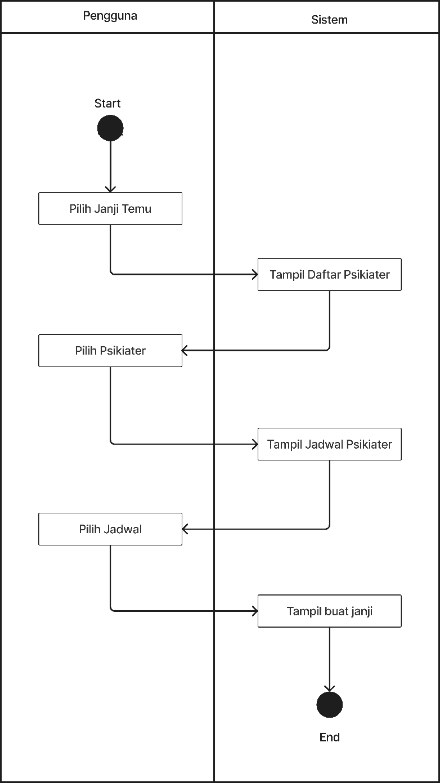 Pengguna
Sistem
Start
Pilih Janji Temu
Tampil Daftar Psikiater
Pilih Psikiater
Tampil Jadwal Psikiater
Pilih Jadwal
Tampil buat janji
End